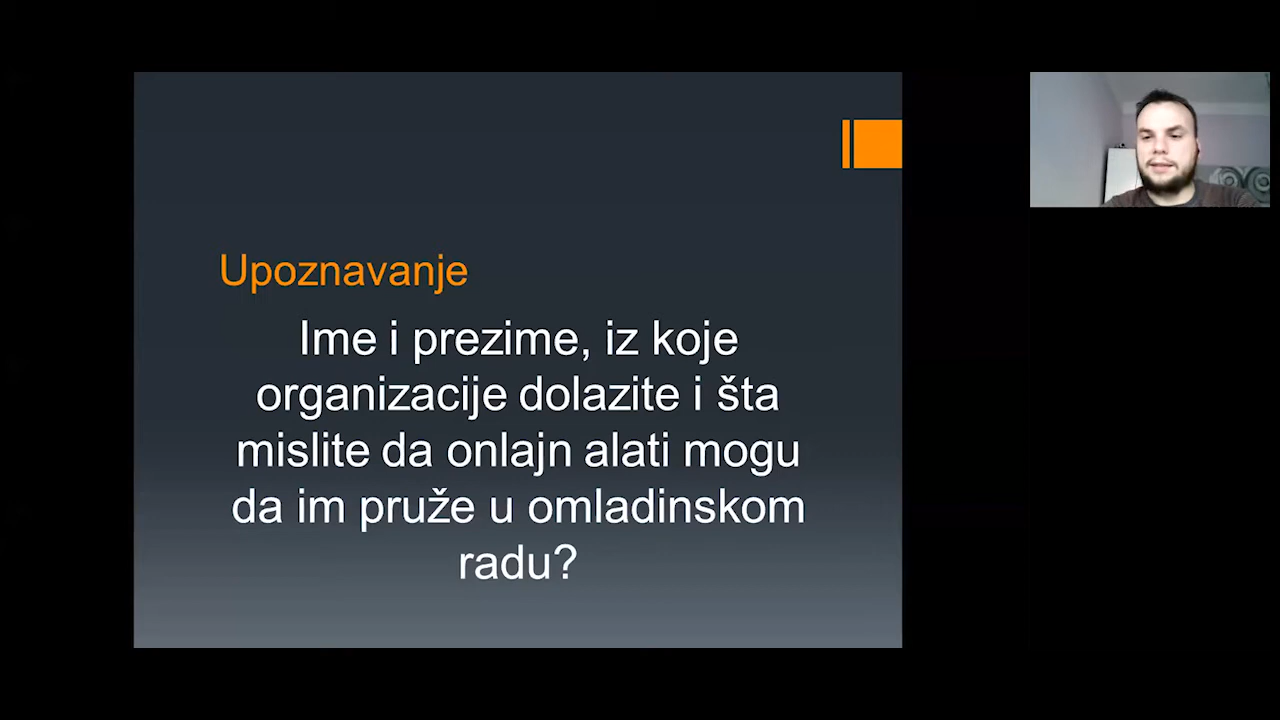 Upoznavanje
Ime i prezime, iz koje
organizacije dolazite i šta
mislite da onlajn alati mogu
da im pruže u omladinskom
radu?